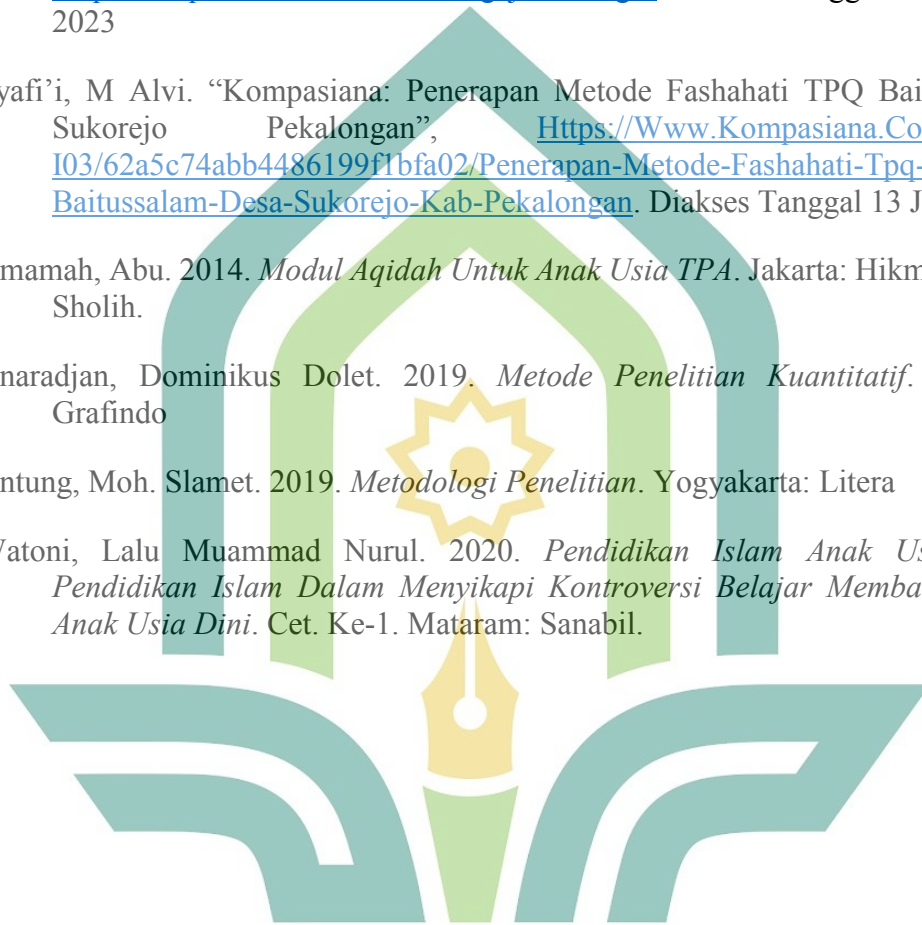 2023
yafi’i, M Alvi. “Kompasiana: Penerapan Metode Fashahati TPQ Bai
Sukorejo Pekalongan”, Https://Www.Kompasiana.Co
I03/62a5c74abb4486199f1bfa02/Penerapan-Metode-Fashahati-Tpq-
Baitussalam-Desa-Sukorejo-Kab-Pekalongan. Diakses Tanggal 13 J
mamah, Abu. 2014. Modul Aqidah Untuk Anak Usia TPA. Jakarta: Hikm
Sholih.
naradjan, Dominikus Dolet. 2019. Metode Penelitian Kuantitatif.
Grafindo
ntung, Moh. Slamet. 2019. Metodologi Penelitian. Yogyakarta: Litera
Vatoni, Lalu Muammad Nurul. 2020. Pendidikan Islam Anak Us
Pendidikan Islam Dalam Menyikapi Kontroversi Belajar Memba
Anak Usia Dini. Cet. Ke-1. Mataram: Sanabil.